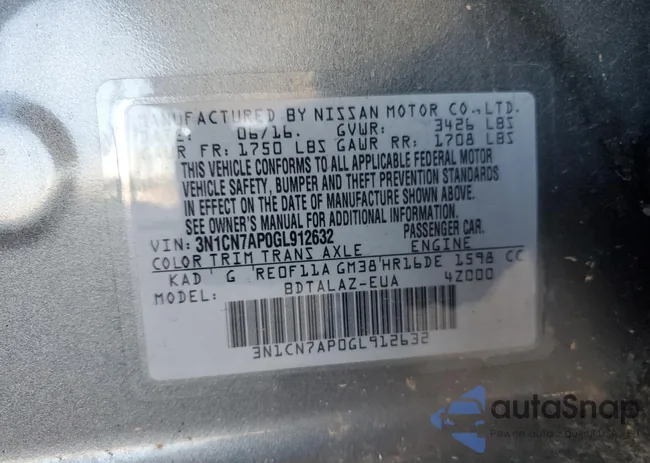 MANUFACTURED BY NISSAN MOTOR CO., LTD.
DATE: 06/16. GVWR: 3426 LBS
GAWR FR: 1750 LBS GAWR RR: 1708 LBS
THIS VEHICLE CONFORMS TO ALL APPLICABLE FEDERAL MOTOR
VEHICLE SAFETY, BUMPER AND THEFT PREVENTION STANDARDS
IN EFFECT ON THE DATE OF MANUFACTURE SHOWN ABOVE.
SEE OWNER'S MANUAL FOR ADDITIONAL INFORMATION.
VIN: 3N1CN7AP0GL912632 PASSENGER CAR.
COLOR TRIM TRANS AXLE ENGINE
KAD G RE0F11A GM38 HR16DE 1598 CC
MODEL: BDTALAZ-EUA 4Z000
3N1CN7AP0GL912632
autoSnap